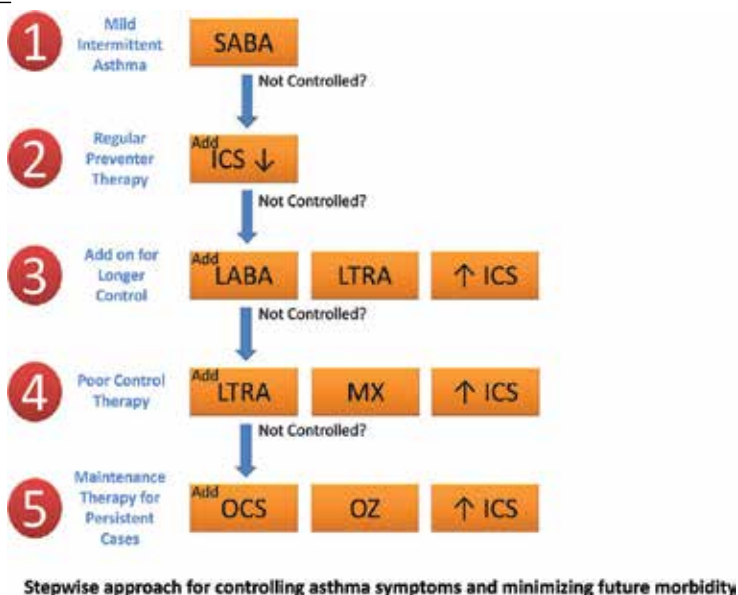 1
Mild
Intermittent
Asthma
SABA
Not Controlled?
2
Regular
Preventer
Therapy
Add
ICS ↓
Not Controlled?
3
Add on for
Longer
Control
Add
LABA
LTRA
↑ ICS
Not Controlled?
4
Poor Control
Therapy
Add
LTRA
MX
↑ ICS
Not Controlled?
5
Maintenance
Therapy for
Persistent
Cases
Add
OCS
OZ
↑ ICS
Stepwise approach for controlling asthma symptoms and minimizing future morbidity